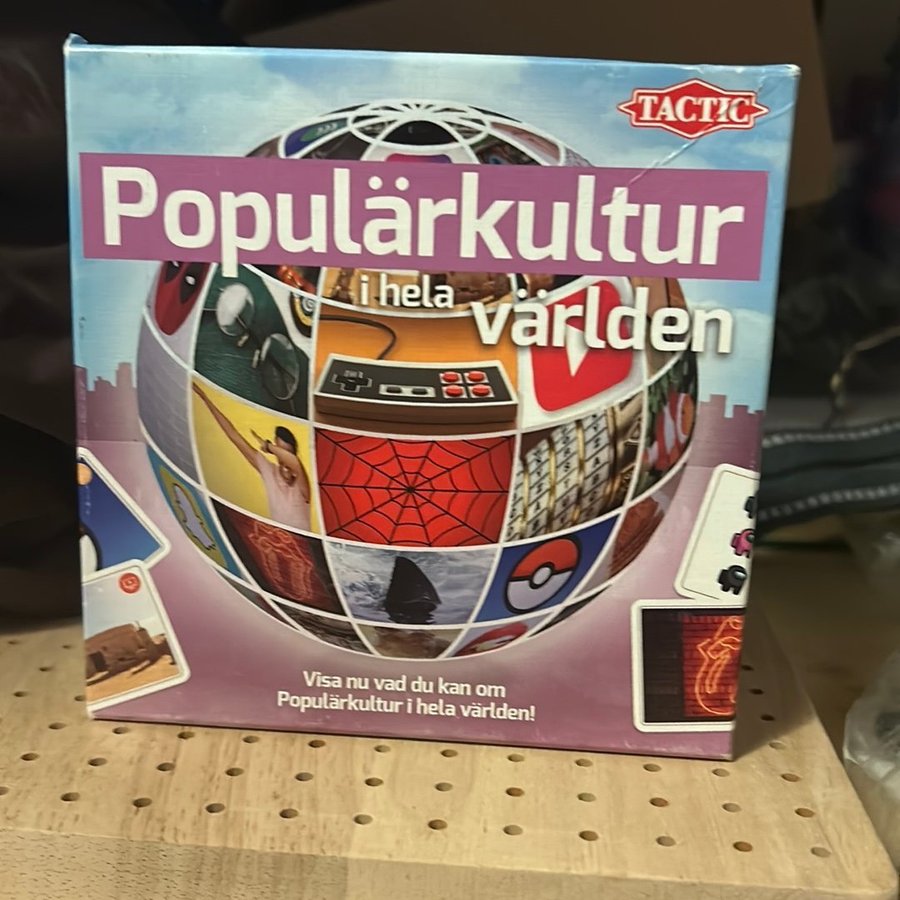 TACTIC
Populärkultur
i hela
världen
Visa nu vad du kan om
Populärkultur i hela världen!